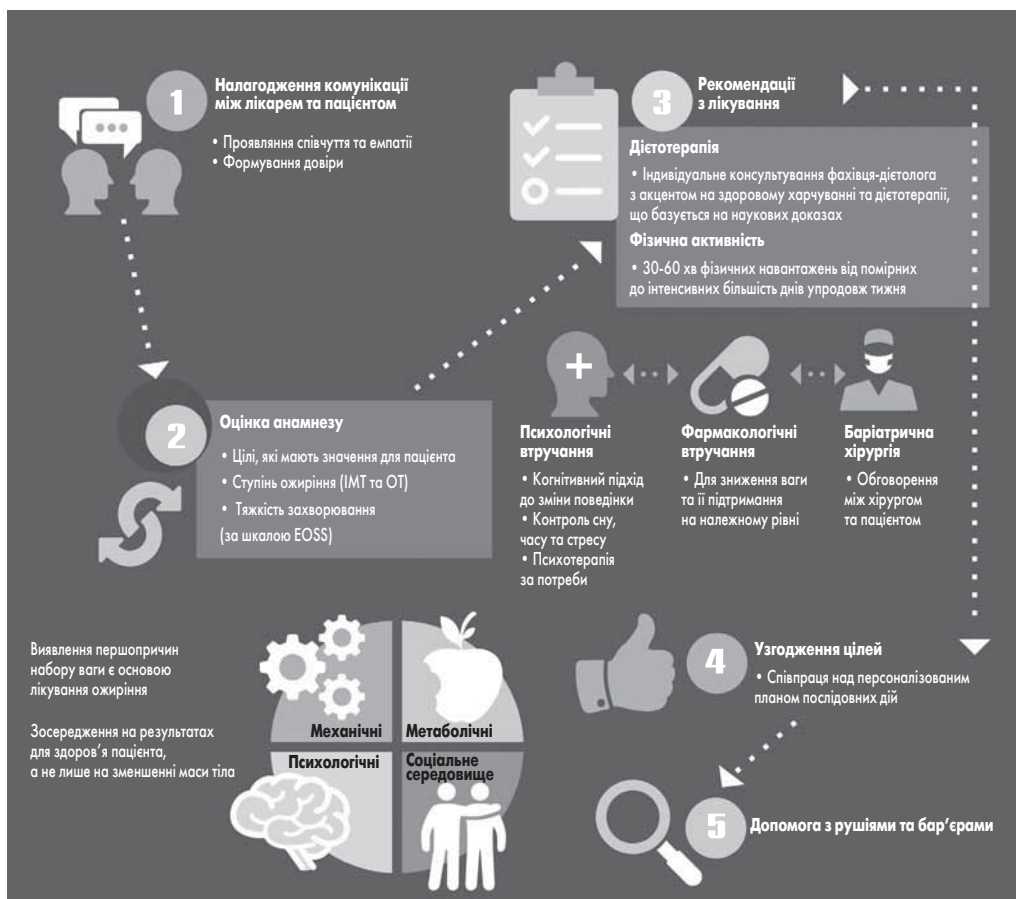 1
Налагодження комунікації
між лікарем та пацієнтом
• Проявляння співчуття та емпатії
• Формування довіри
2
Оцінка анамнезу
• Цілі, які мають значення для пацієнта
• Ступінь ожиріння (ІМТ та ОТ)
• Тяжкість захворювання
(за шкалою EOSS)
3
Рекомендації
з лікування
Дієтотерапія
• Індивідуальне консультування фахівця-дієтолога
з акцентом на здоровому харчуванні та дієтотерапії,
що базується на наукових доказах
Фізична активність
• 30-60 хв фізичних навантажень від помірних
до інтенсивних більшість днів упродовж тижня
Психологічні
втручання
• Когнітивний підхід
до зміни поведінки
• Контроль сну,
часу та стресу
• Психотерапія
за потреби
Фармакологічні
втручання
• Для зниження ваги
та її підтримання
на належному рівні
Баріатрична
хірургія
• Обговорення
між хірургом
та пацієнтом
Виявлення першопричин
набору ваги є основою
лікування ожиріння
Зосередження на результатах
для здоров’я пацієнта,
а не лише на зменшенні маси тіла
Механічні
Метаболічні
Психологічні
Соціальне
середовище
4
Узгодження цілей
• Співпраця над персоналізованим
планом послідовних дій
5
Допомога з рушіями та бар’єрами